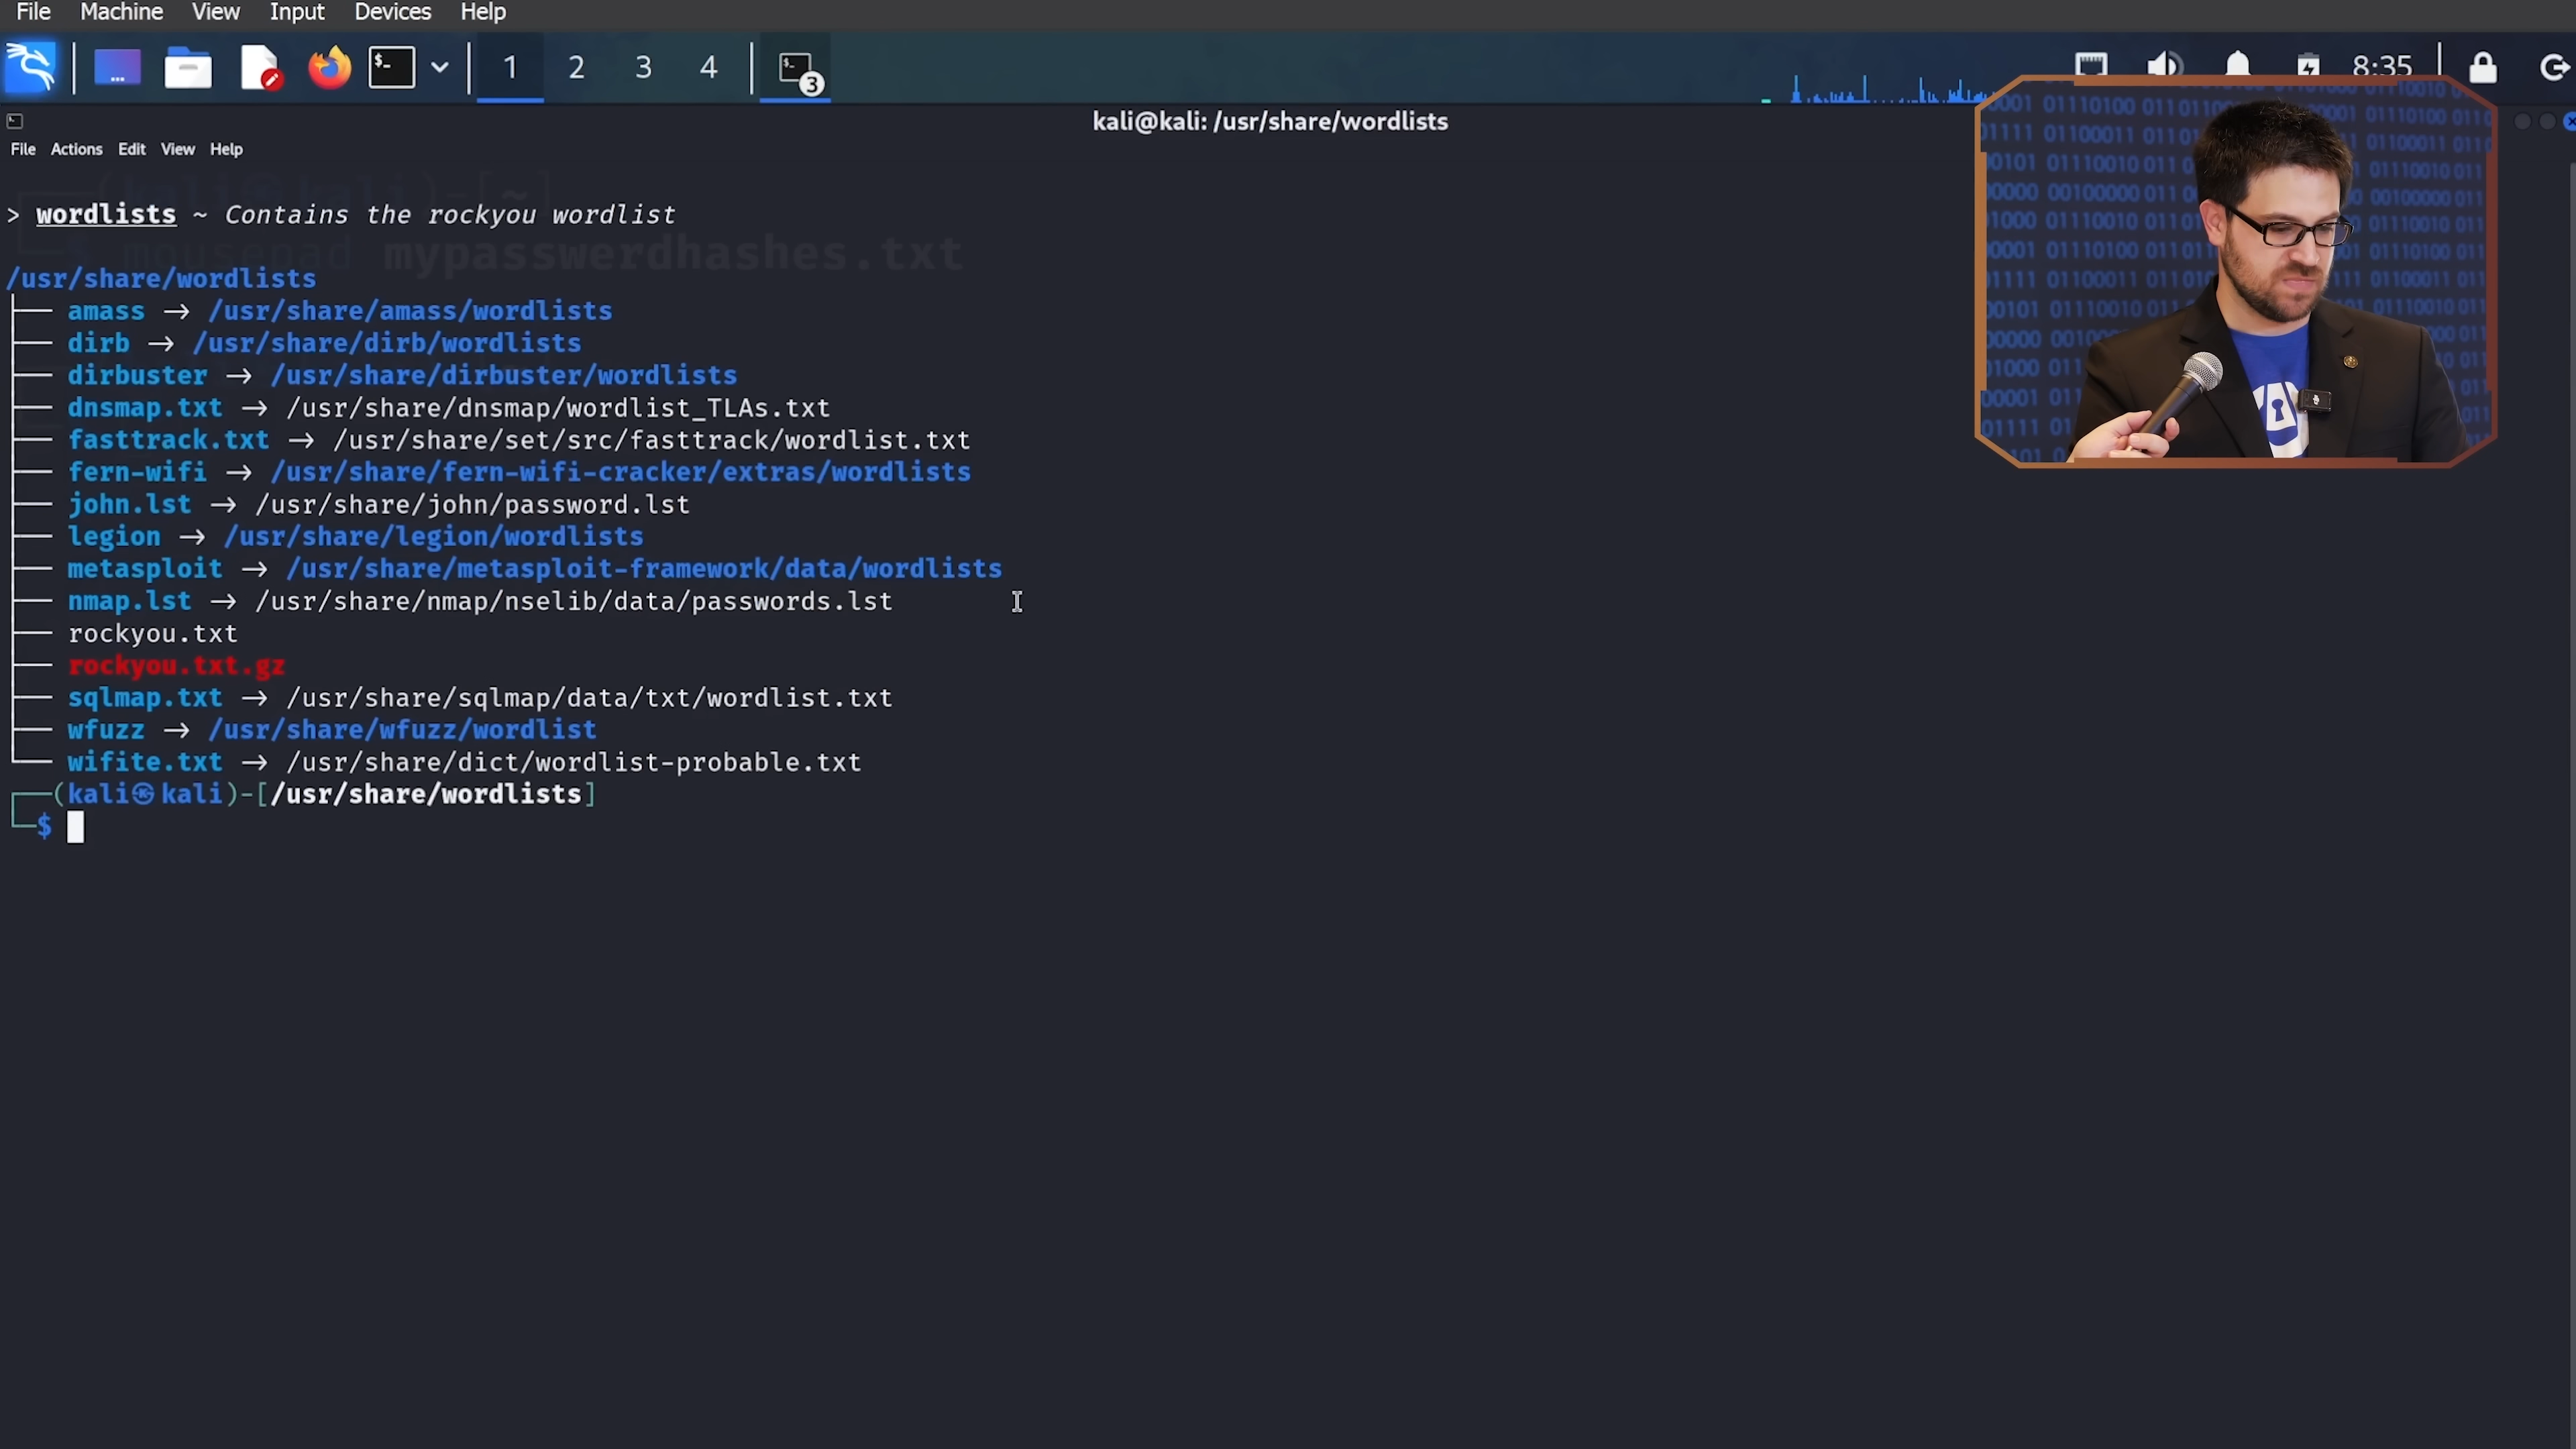 File Machine View Input Devices Help
$- 1 2 3 4 $- 3 8:35
kali@kali: /usr/share/wordlists
File Actions Edit View Help
> wordlists ~ Contains the rockyou wordlist
mousepad mypasswerdhashes.txt
/usr/share/wordlists
├── amass → /usr/share/amass/wordlists
├── dirb → /usr/share/dirb/wordlists
├── dirbuster → /usr/share/dirbuster/wordlists
├── dnsmap.txt → /usr/share/dnsmap/wordlist_TLAs.txt
├── fasttrack.txt → /usr/share/set/src/fasttrack/wordlist.txt
├── fern-wifi → /usr/share/fern-wifi-cracker/extras/wordlists
├── john.lst → /usr/share/john/password.lst
├── legion → /usr/share/legion/wordlists
├── metasploit → /usr/share/metasploit-framework/data/wordlists
├── nmap.lst → /usr/share/nmap/nselib/data/passwords.lst
├── rockyou.txt
├── rockyou.txt.gz
├── sqlmap.txt → /usr/share/sqlmap/data/txt/wordlist.txt
├── wfuzz → /usr/share/wfuzz/wordlist
└── wifite.txt → /usr/share/dict/wordlist-probable.txt
┌──(kali㉿kali)-[/usr/share/wordlists]
└─$